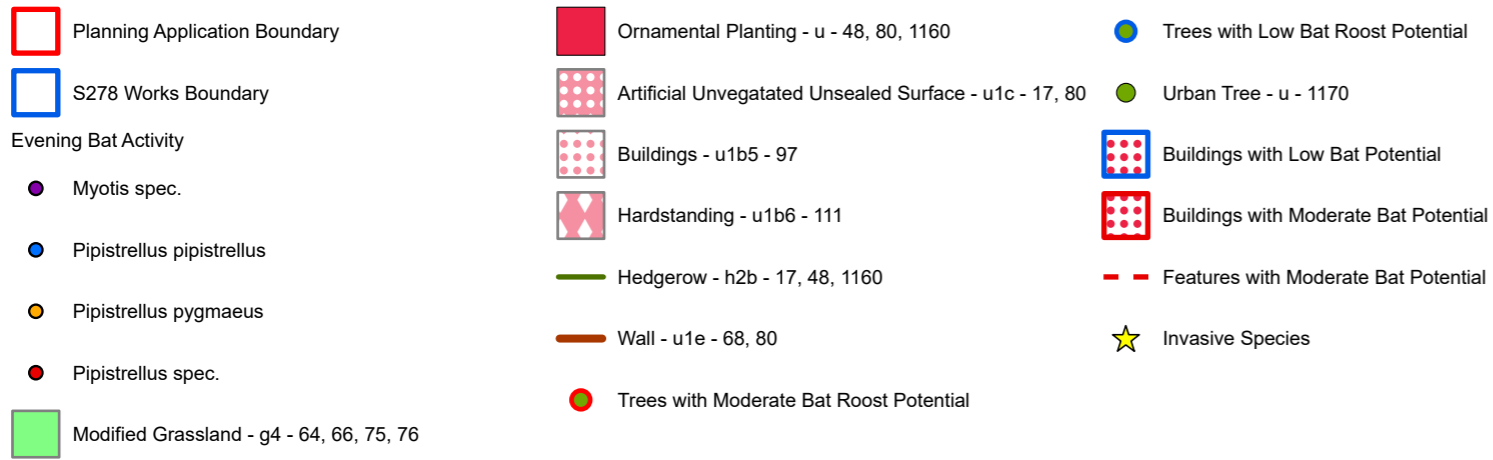 Planning Application Boundary
S278 Works Boundary
Evening Bat Activity
Myotis spec.
Pipistrellus pipistrellus
Pipistrellus pygmaeus
Pipistrellus spec.
Modified Grassland - g4 - 64, 66, 75, 76
Ornamental Planting - u - 48, 80, 1160
Artificial Unvegatated Unsealed Surface - u1c - 17, 80
Buildings - u1b5 - 97
Hardstanding - u1b6 - 111
Hedgerow - h2b - 17, 48, 1160
Wall - u1e - 68, 80
Trees with Moderate Bat Roost Potential
Trees with Low Bat Roost Potential
Urban Tree - u - 1170
Buildings with Low Bat Potential
Buildings with Moderate Bat Potential
Features with Moderate Bat Potential
Invasive Species